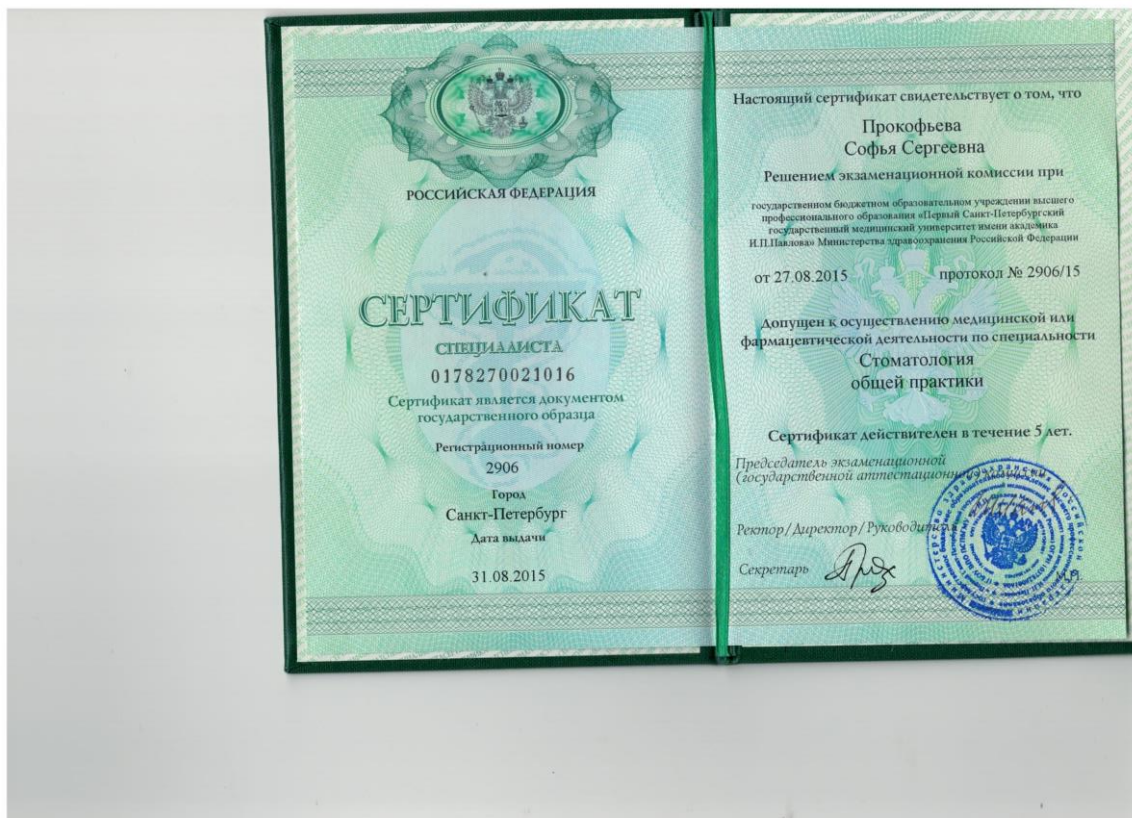 РОССИЙСКАЯ ФЕДЕРАЦИЯ
СЕРТИФИКАТ
СПЕЦИАЛИСТА
0178270021016
Сертификат является документом
государственного образца
Регистрационный номер
2906
Город
Санкт-Петербург
Дата выдачи
31.08.2015
Настоящий сертификат свидетельствует о том, что
Прокофьева
Софья Сергеевна
Решением экзаменационной комиссии при
государственном бюджетном образовательном учреждении высшего
профессионального образования «Первый Санкт-Петербургский
государственный медицинский университет имени академика
И.П.Павлова» Министерства здравоохранения Российской Федерации
от 27.08.2015 протокол № 2906/15
Допущен к осуществлению медицинской или
фармацевтической деятельности по специальности
Стоматология
общей практики
Сертификат действителен в течение 5 лет.
Председатель экзаменационной
(государственной аттестационной
Ректор/Директор/Руководитель
Секретарь